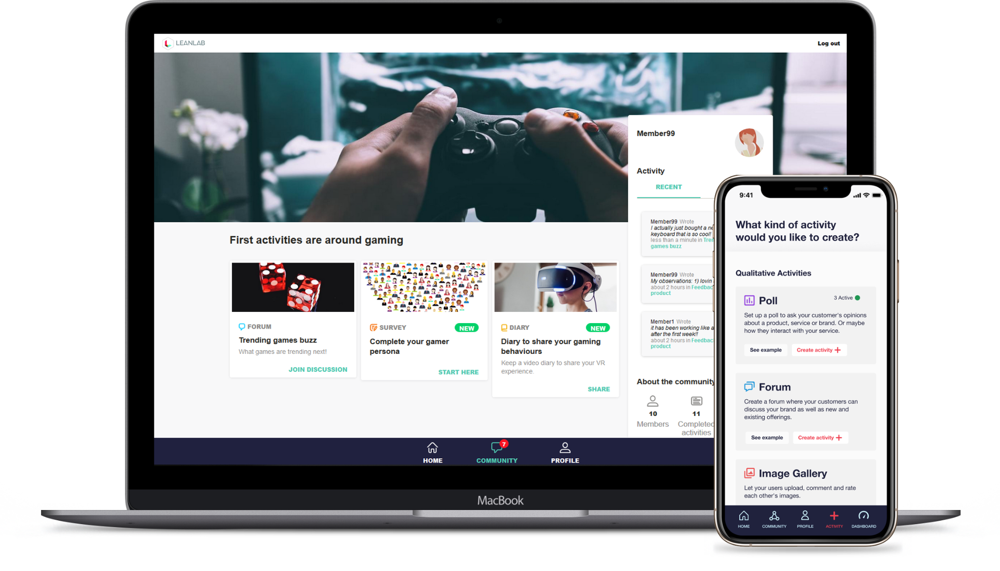 LEANLAB
Log out
Member99
Activity
RECENT
Member99 Wrote
I actually just bought a ne
keyboard that is so cool!
less than a minute in Tren
games buzz
Member99 Wrote
My observations: 1) lovin
about 2 hours in Feedbac
product
Member1 Wrote
it has been working like a
after the first week!!
about 2 hours in Feedbac
product
About the community
10
Members
11
Completed
activities
First activities are around gaming
FORUM
Trending games buzz
What games are trending next!
JOIN DISCUSSION
SURVEY
NEW
Complete your gamer
persona
START HERE
DIARY
NEW
Diary to share your gaming
behaviours
Keep a video diary to share your VR
experience.
SHARE
HOME
7
COMMUNITY
PROFILE
MacBook
9:41
What kind of activity
would you like to create?
Qualitative Activities
Poll
3 Active
Set up a poll to ask your customer's opinions
about a product, service or brand. Or maybe
how they interact with your service.
See example
Create activity
Forum
Create a forum where your customers can
discuss your brand as well as new and
existing offerings.
See example
Create activity
Image Gallery
Let your users upload, comment and rate
each other's images.
HOME
COMMUNITY
PROFILE
ACTIVITY
DASHBOARD